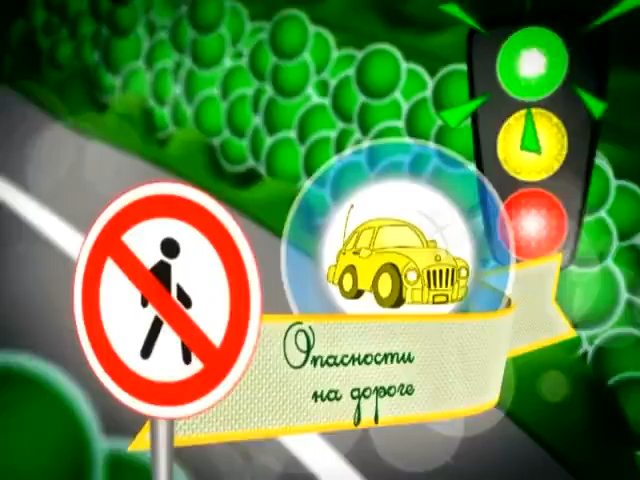 Опасности
на дороге